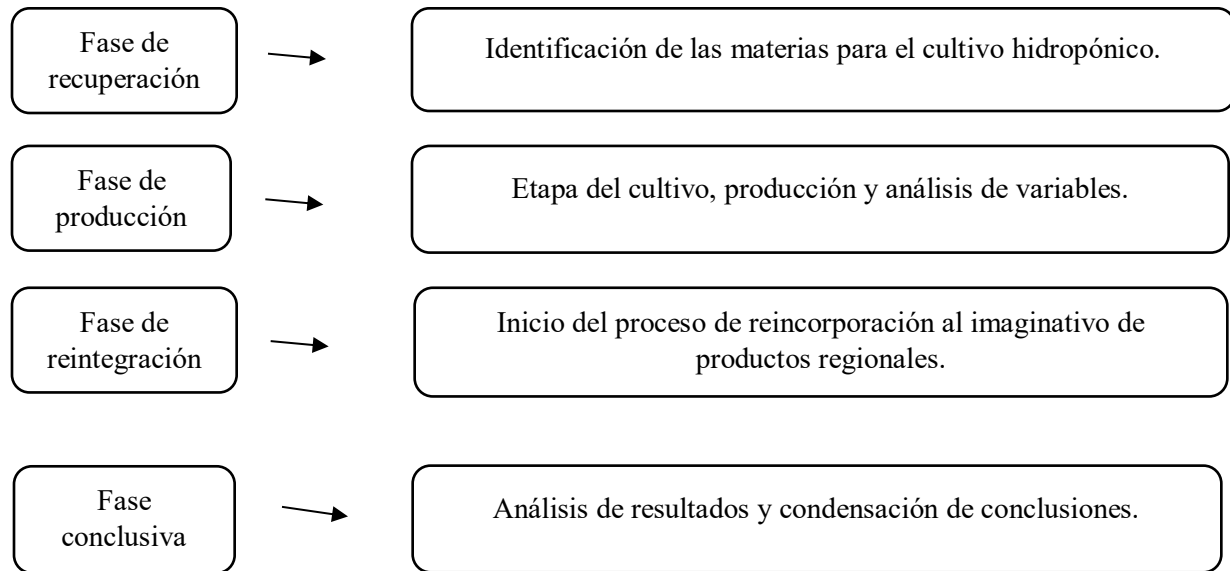 Fase de
recuperación
Identificación de las materias para el cultivo hidropónico.
Fase de
producción
Etapa del cultivo, producción y análisis de variables.
Fase de
reintegración
Inicio del proceso de reincorporación al imaginativo de
productos regionales.
Fase
conclusiva
Análisis de resultados y condensación de conclusiones.